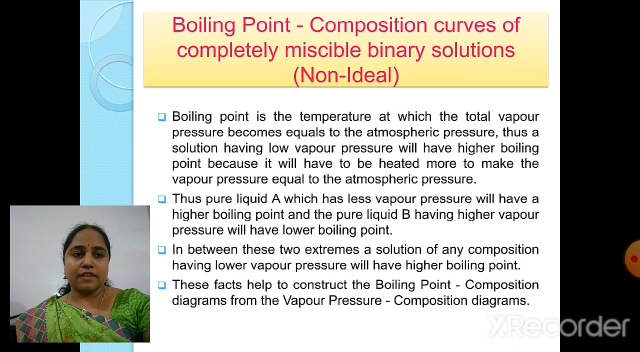 Boiling Point - Composition curves of
completely miscible binary solutions
(Non-Ideal)
Boiling point is the temperature at which the total vapour
pressure becomes equals to the atmospheric pressure, thus a
solution having low vapour pressure will have higher boiling
point because it will have to be heated more to make the
vapour pressure equal to the atmospheric pressure.
Thus pure liquid A which has less vapour pressure will have a
higher boiling point and the pure liquid B having higher vapour
pressure will have lower boiling point.
In between these two extremes a solution of any composition
having lower vapour pressure will have higher boiling point.
These facts help to construct the Boiling Point - Composition
diagrams from the Vapour Pressure - Composition diagrams.
XRecorder